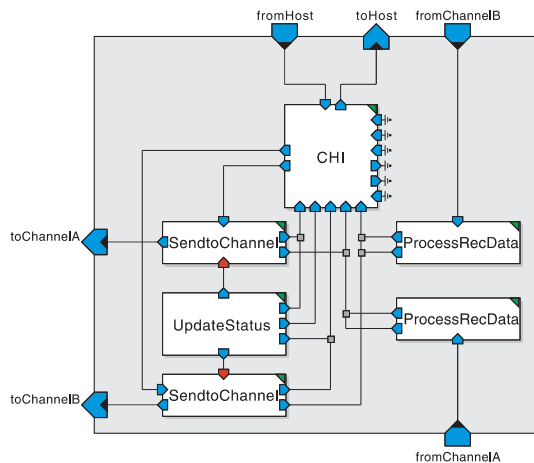 fromHost
toHost
fromChannelB
CHI
toChannelA
SendtoChannel
ProcessRecData
UpdateStatus
ProcessRecData
toChannelB
SendtoChannel
fromChannelA